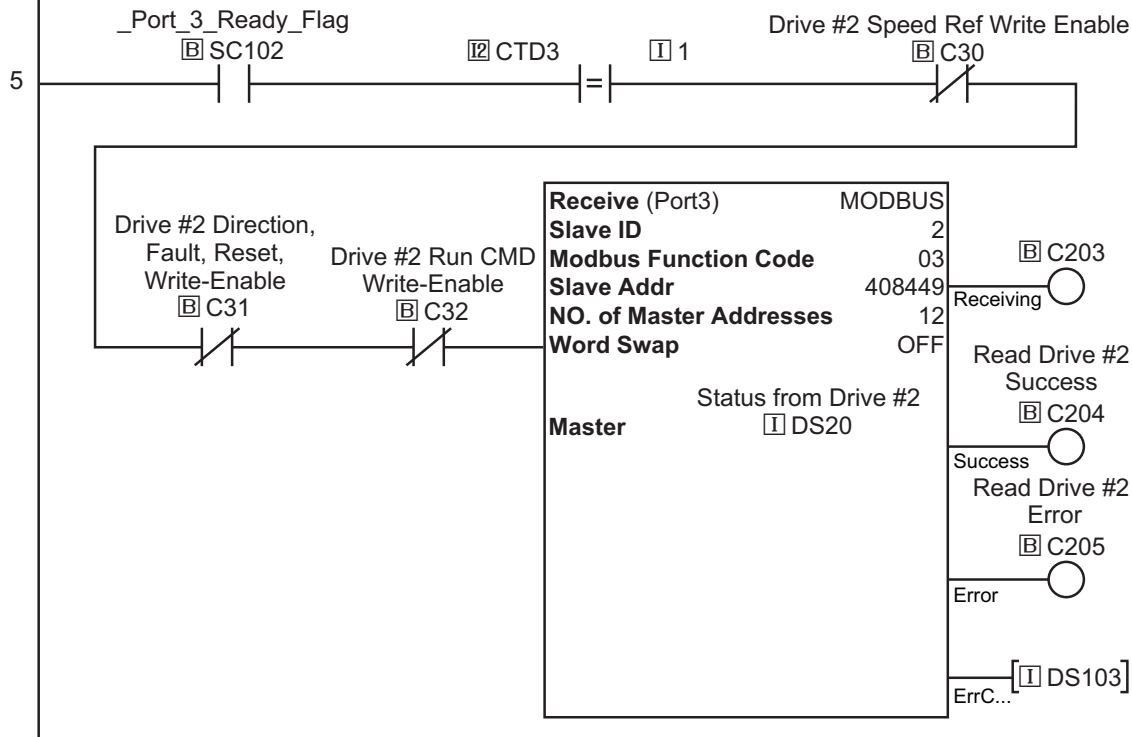 _Port_3_Ready_Flag
B SC102
I2 CTD3
I 1
Drive #2 Speed Ref Write Enable
B C30
5
=
Drive #2 Direction,
Fault, Reset,
Write-Enable
B C31
Drive #2 Run CMD
Write-Enable
B C32
Receive (Port3) MODBUS
Slave ID 2
Modbus Function Code 03
Slave Addr 408449
NO. of Master Addresses 12
Word Swap OFF
Status from Drive #2
Master I DS20
B C203
Receiving
Read Drive #2
Success
B C204
Success
Read Drive #2
Error
B C205
Error
I DS103
ErrC...